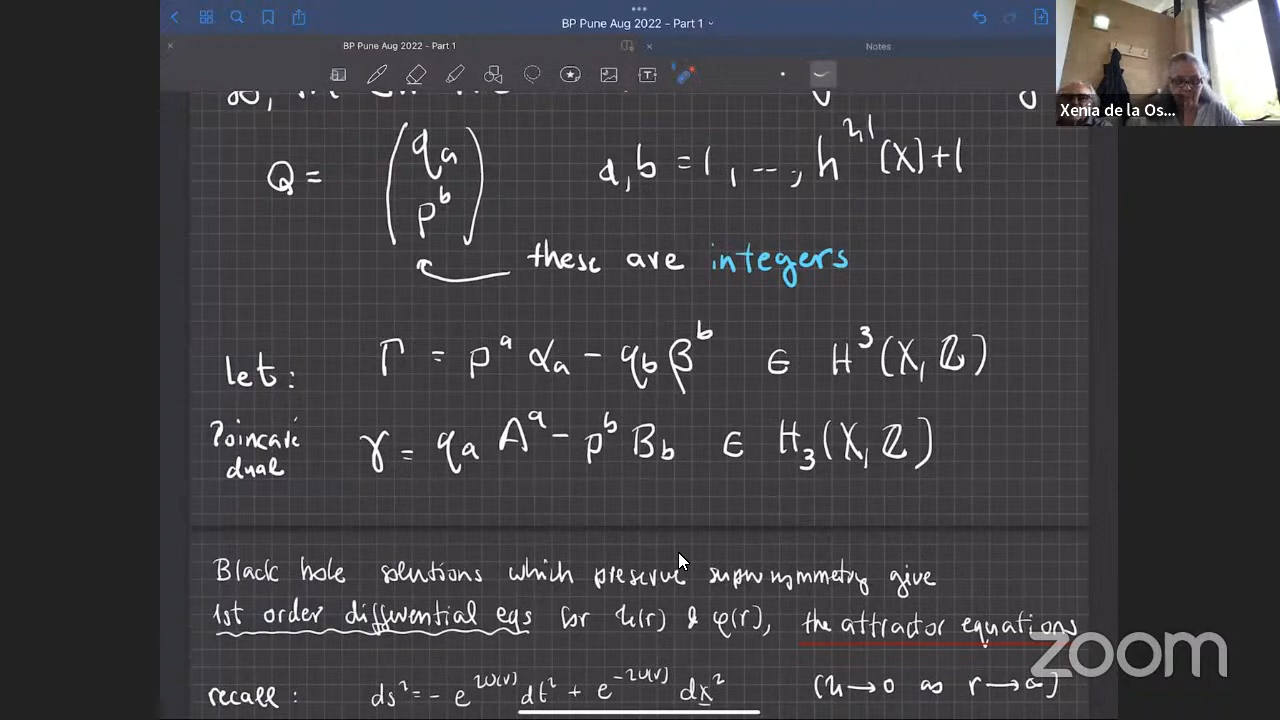 BP Pune Aug 2022 - Part 1
BP Pune Aug 2022 - Part 1
Notes
Xenia de la Os...
Q = ( q_a p^b ) a, b = 1, --, h^{21} (X) + 1
these are integers
let: Γ = p^a α_a − q_b β^b ∈ H^3 (X, ℤ)
Poincaré dual γ = q_a A^a − p^b B_b ∈ H_3 (X, ℤ)
Black hole solutions which preserve supersymmetry give
1st order differential eqs for u(r) & φ(r), the attractor equations
recall: ds^2 = − e^{2u(r)} dt^2 + e^{−2u(r)} dx^2 (u → 0 as r → ∞)
zoom